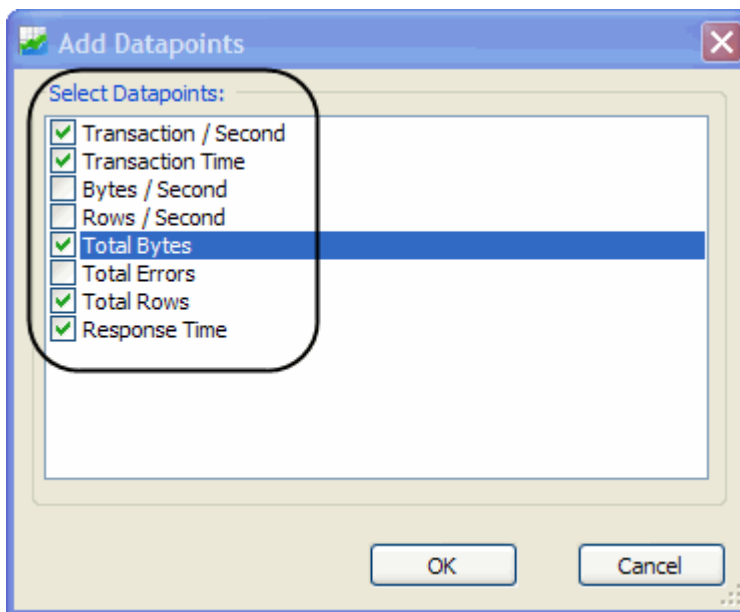 Add Datapoints
Select Datapoints:
Transaction / Second
Transaction Time
Bytes / Second
Rows / Second
Total Bytes
Total Errors
Total Rows
Response Time
OK Cancel